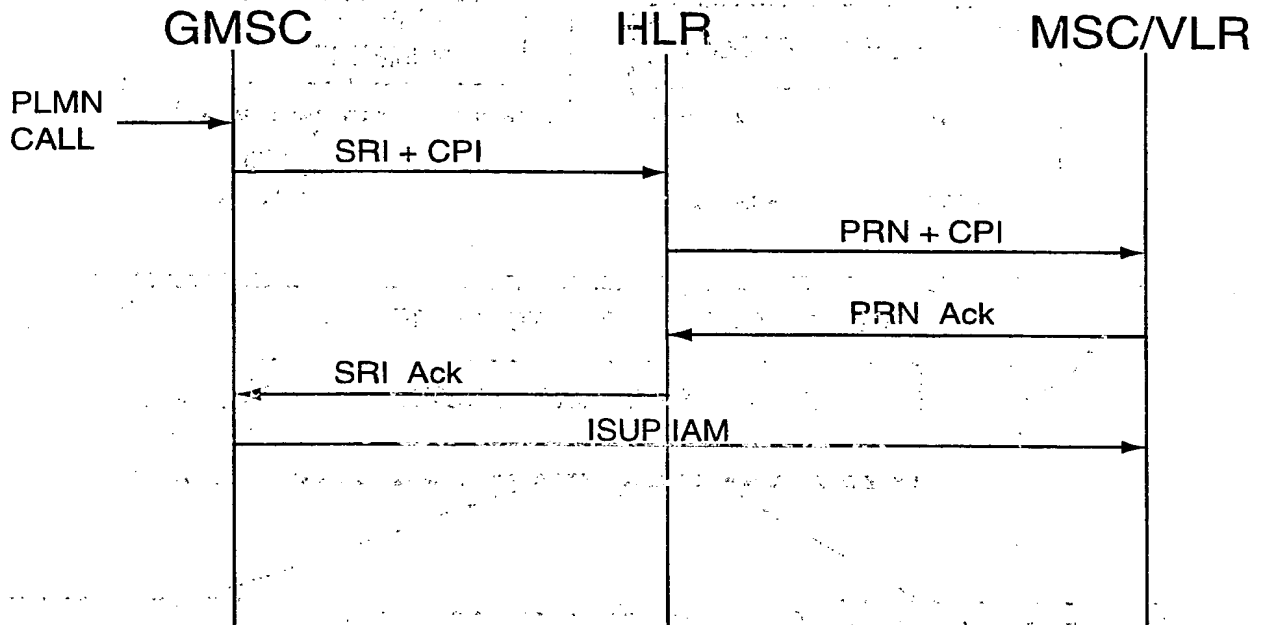 GMSC HLR MSC/VLR
PLMN
CALL
SRI + CPI
PRN + CPI
PRN Ack
SRI Ack
ISUP IAM